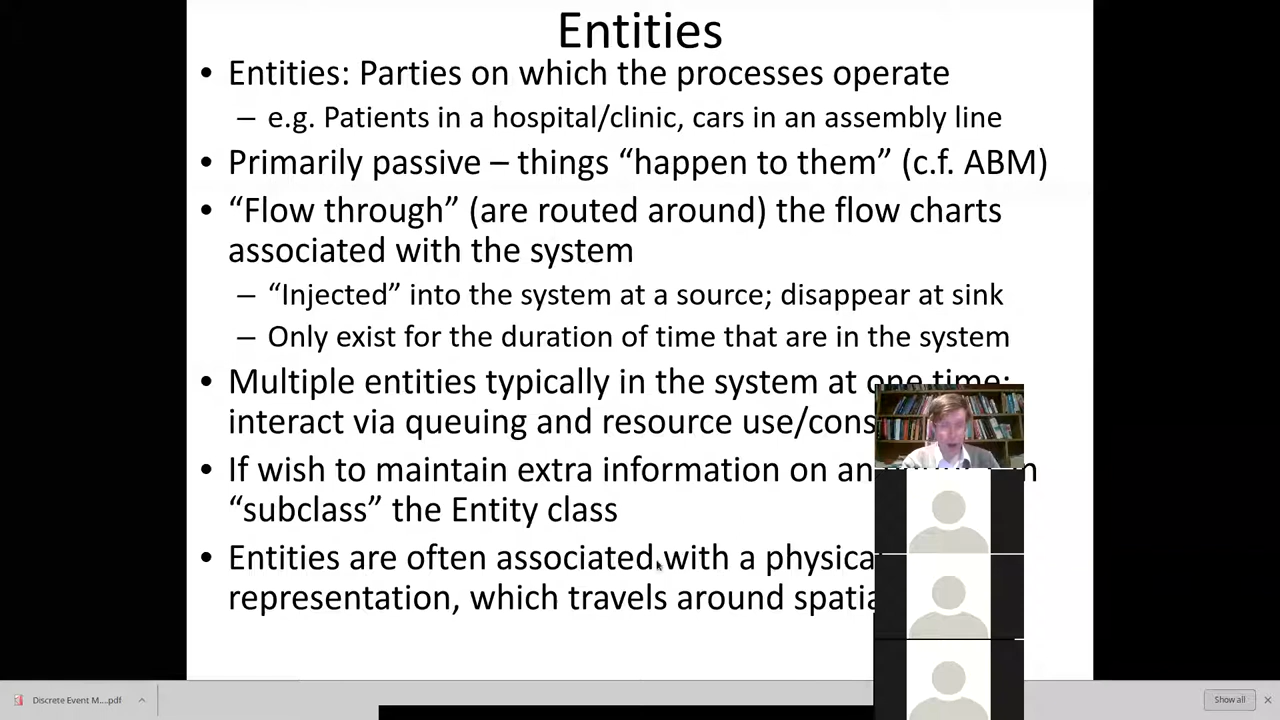 Entities
• Entities: Parties on which the processes operate
– e.g. Patients in a hospital/clinic, cars in an assembly line
• Primarily passive – things “happen to them” (c.f. ABM)
• “Flow through” (are routed around) the flow charts
associated with the system
– “Injected” into the system at a source; disappear at sink
– Only exist for the duration of time that are in the system
• Multiple entities typically in the system at one time;
interact via queuing and resource use/cons
• If wish to maintain extra information on an
“subclass” the Entity class
• Entities are often associated with a physica
representation, which travels around spatia
Discrete Event M....pdf
Show all